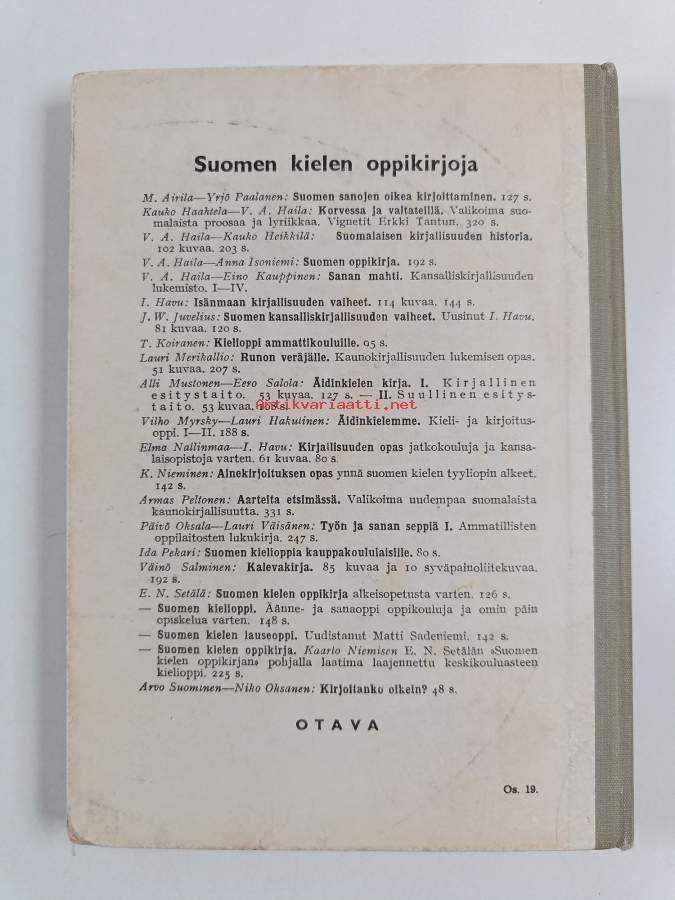 Suomen kielen oppikirjoja
M. Airila—Yrjö Paalanen: Suomen sanojen oikea kirjoittaminen. 127 s.
Kauko Haahtela—V. A. Haila: Korvessa ja valtateillä. Valikoima suo-
malaista proosaa ja lyriikkaa. Vignetit Erkki Tantun. 320 s.
V. A. Haila—Kauko Heikkilä: Suomalaisen kirjallisuuden historia.
102 kuvaa. 203 s.
V. A. Haila—Anna Isoniemi: Suomen oppikirja. 192 s.
V. A. Haila—Eino Kauppinen: Sanan mahti. Kansalliskirjallisuuden
lukemisto. I—IV.
I. Havu: Isänmaan kirjallisuuden vaiheet. 114 kuvaa. 144 s.
J. W. Juvelius: Suomen kansalliskirjallisuuden vaiheet. Uusinut I. Havu.
81 kuvaa. 120 s.
T. Koiranen: Kielioppi ammattikouluille. 95 s.
Lauri Merikallio: Runon veräjälle. Kaunokirjallisuuden lukemisen opas.
51 kuvaa. 207 s.
Alli Mustonen—Eero Salola: Äidinkielen kirja. I. Kirjallinen
esitystaito. 53 kuvaa. 127 s. — II. Suullinen esitys-
taito. 53 kuvaa.
antikvariaatti.net
Vilho Myrsky—Lauri Hakulinen: Äidinkielemme. Kieli- ja kirjoitus-
oppi. I—II. 188 s.
Elma Nallinmaa—I. Havu: Kirjallisuuden opas jatkokouluja ja kansa-
laisopistoja varten. 61 kuvaa. 80 s
K. Nieminen: Ainekirjoituksen opas ynnä suomen kielen tyyliopin alkeet.
142 s.
Armas Peltonen: Aarteita etsimässä. Valikoima uudempaa suomalaista
kaunokirjallisuutta. 331 s.
Päivö Oksala—Lauri Väisänen: Työn ja sanan seppiä I. Ammatillisten
oppilaitosten lukukirja. 247 s.
Ida Pekari: Suomen kielioppia kauppakoululaisille. 80 s.
Väinö Salminen: Kalevakirja. 85 kuvaa ja 10 syväpainoliitekuvaa.
192 s.
E. N. Setälä: Suomen kielen oppikirja alkeisopetusta varten. 126 s.
— Suomen kielioppi. Äänne- ja sanaoppi oppikouluja ja omin päin
opiskelua varten. 148 s.
— Suomen kielen lauseoppi. Uudistanut Matti Sadeniemi. 142 s.
— Suomen kielen oppikirja. Kaarlo Niemisen E. N. Setälän »Suomen
kielen oppikirjan» pohjalla laatima laajennettu keskikouluasteen
kielioppi. 225 s.
Arvo Suominen—Niko Oksanen: Kirjoitanko oikein? 48 s.
OTAVA
Os. 19.